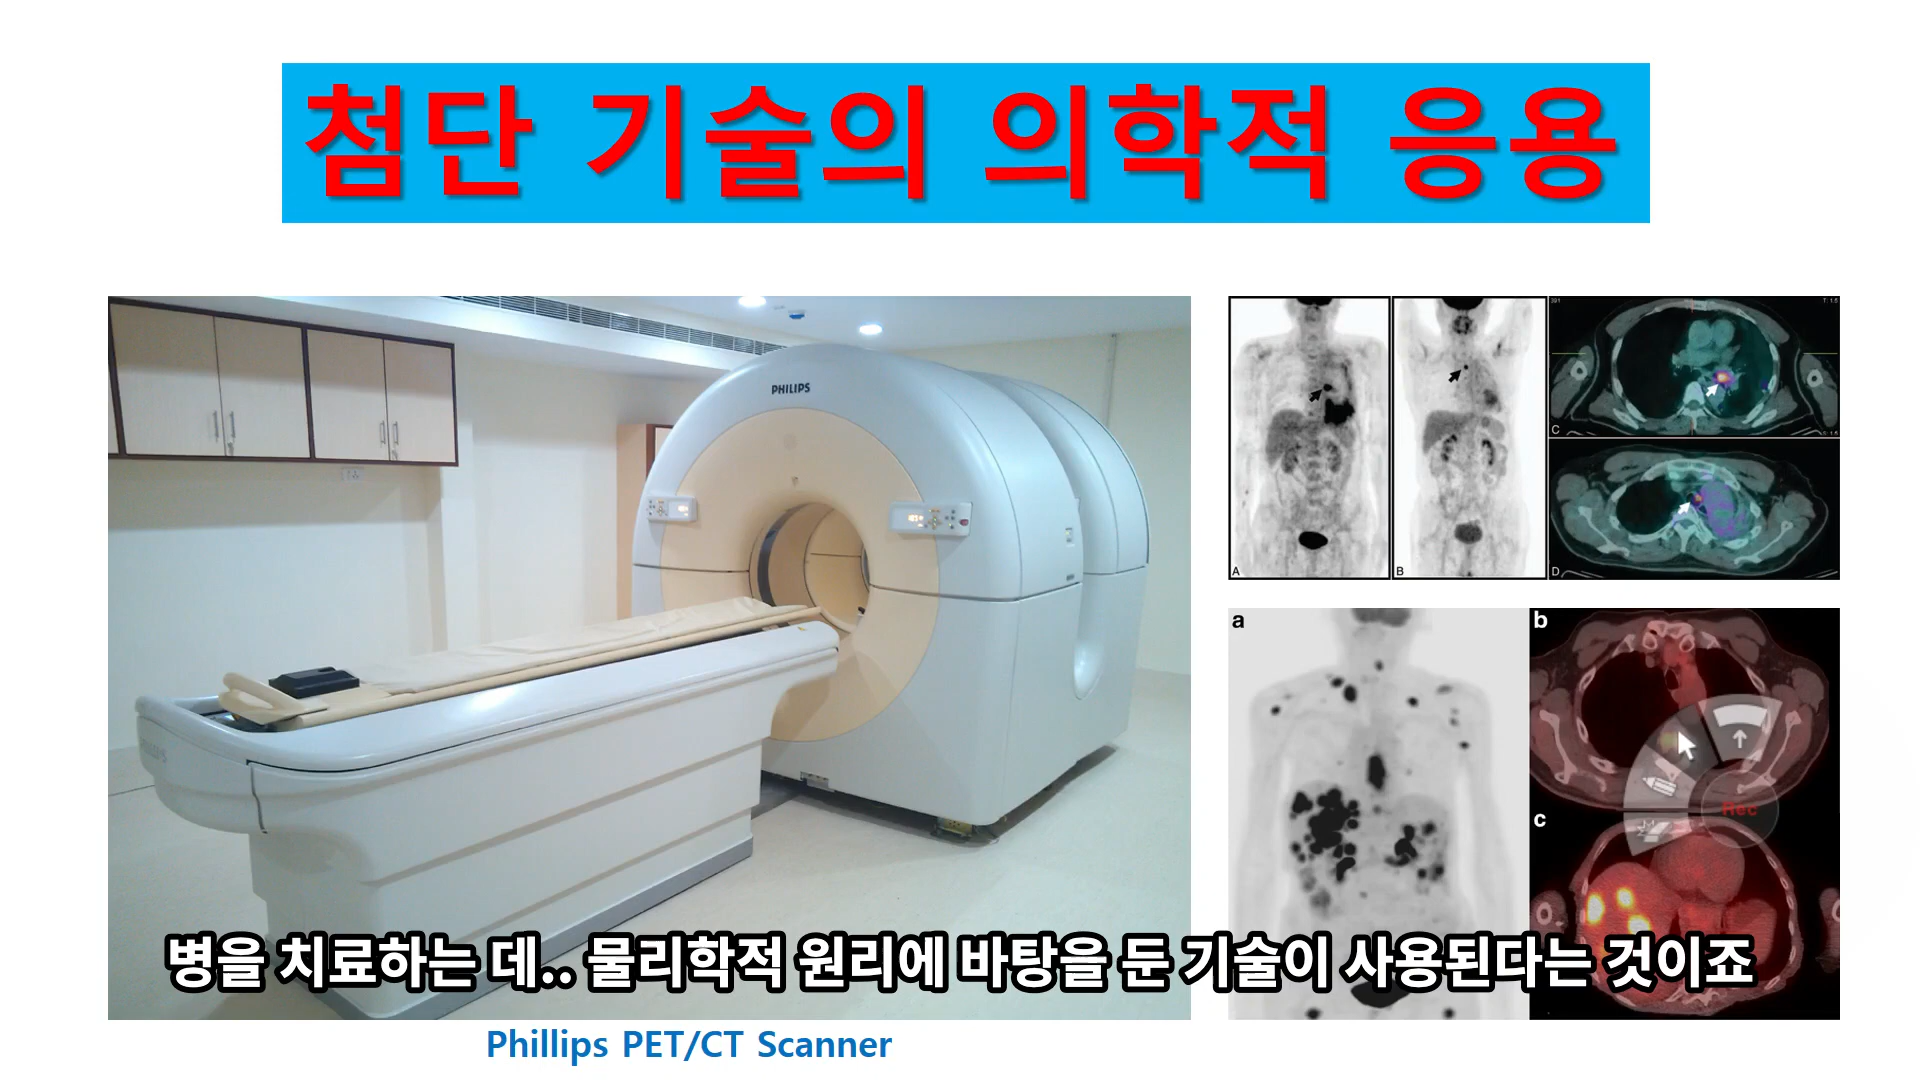 첨단 기술의 의학적 응용
PHILIPS
A
B
C
D
a
b
c
Rec
병을 치료하는 데.. 물리학적 원리에 바탕을 둔 기술이 사용된다는 것이죠
Phillips PET/CT Scanner